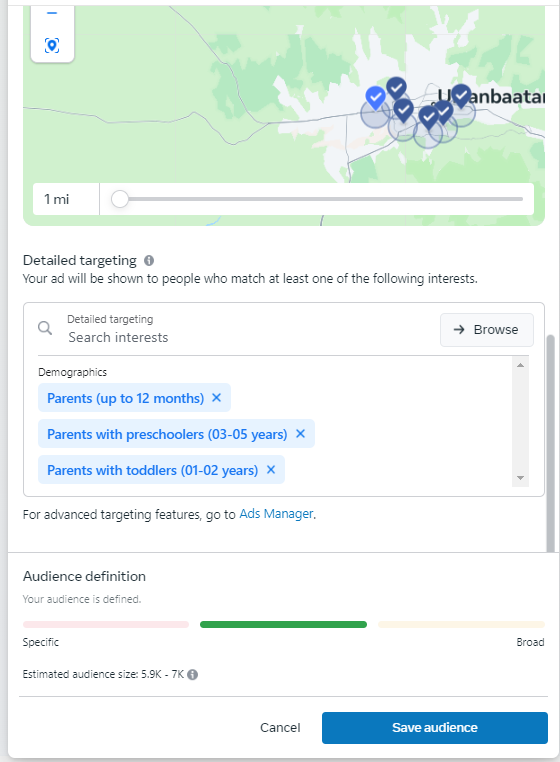 1 mi
Detailed targeting
Your ad will be shown to people who match at least one of the following interests.
Detailed targeting
Search interests
Browse
Demographics
Parents (up to 12 months)
Parents with preschoolers (03-05 years)
Parents with toddlers (01-02 years)
For advanced targeting features, go to Ads Manager.
Audience definition
Your audience is defined.
Specific
Broad
Estimated audience size: 5.9K - 7K
Cancel
Save audience